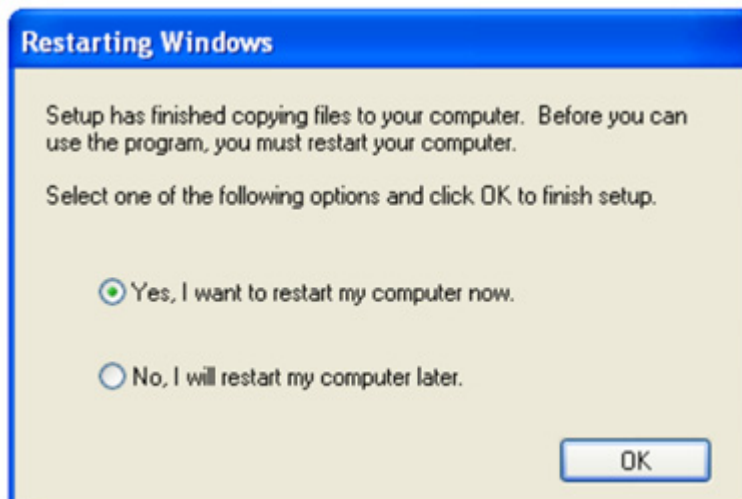 Restarting Windows
Setup has finished copying files to your computer.  Before you can
use the program, you must restart your computer.
Select one of the following options and click OK to finish setup.
Yes, I want to restart my computer now.
No, I will restart my computer later.
OK